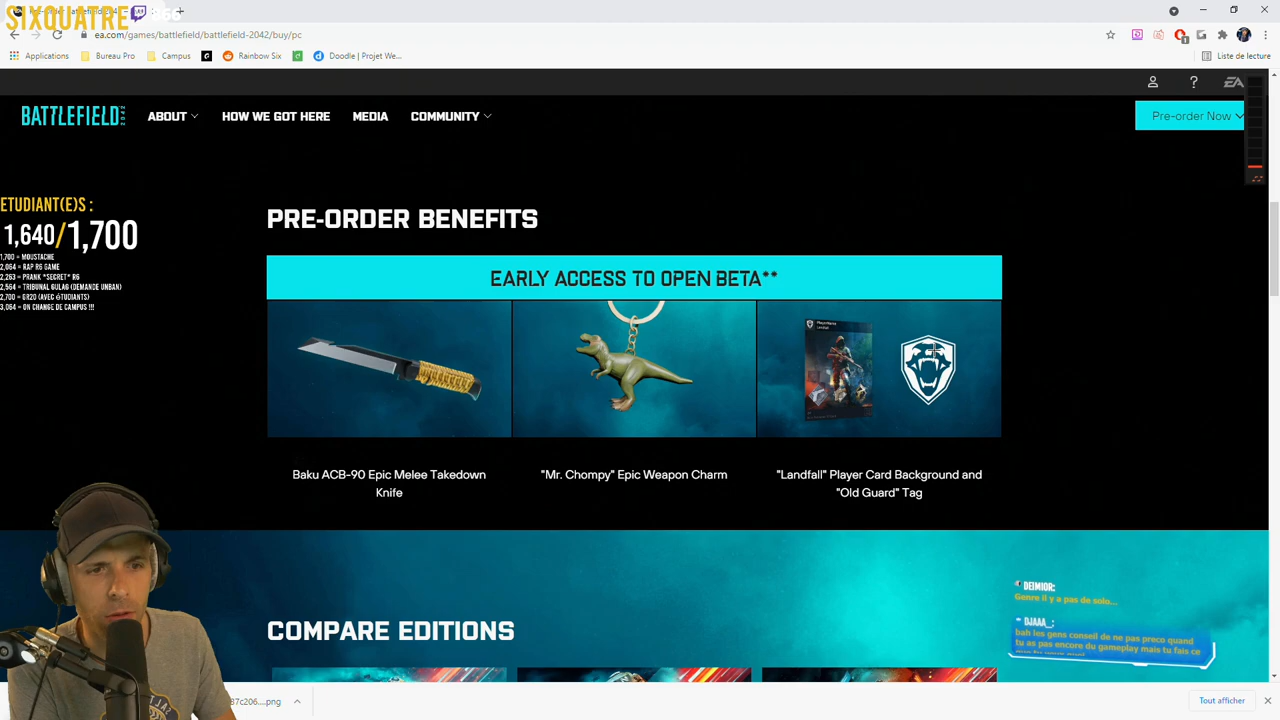 SIXQUATRE
ea.com/games/battlefield/battlefield-2042/buy/pc
Applications
Bureau Pro
Campus
Rainbow Six
Doodle | Projet We...
Liste de lecture
EA
BATTLEFIELD 2042
ABOUT
HOW WE GOT HERE
MEDIA
COMMUNITY
Pre-order Now
ETUDIANT(E)S :
1,640/1,700
1,700 = MOUSTACHE
2,064 = RAP R6 GAME
2,263 = PRANK *SECRET* R6
2,564 = TRIBUNAL GULAG (DEMANDE UNBAN)
2,700 = GR20 (AVEC ÉTUDIANTS)
3,064 = ON CHANGE DE CAMPUS !!!
PRE-ORDER BENEFITS
EARLY ACCESS TO OPEN BETA**
Baku ACB-90 Epic Melee Takedown
Knife
"Mr. Chompy" Epic Weapon Charm
"Landfall" Player Card Background and
"Old Guard" Tag
COMPARE EDITIONS
DEIMIOR:
Genre il y a pas de solo...
DJAAA_:
bah les gens conseil de ne pas preco quand
tu as pas encore du gameplay mais tu fais ce
37c206....png
Tout afficher